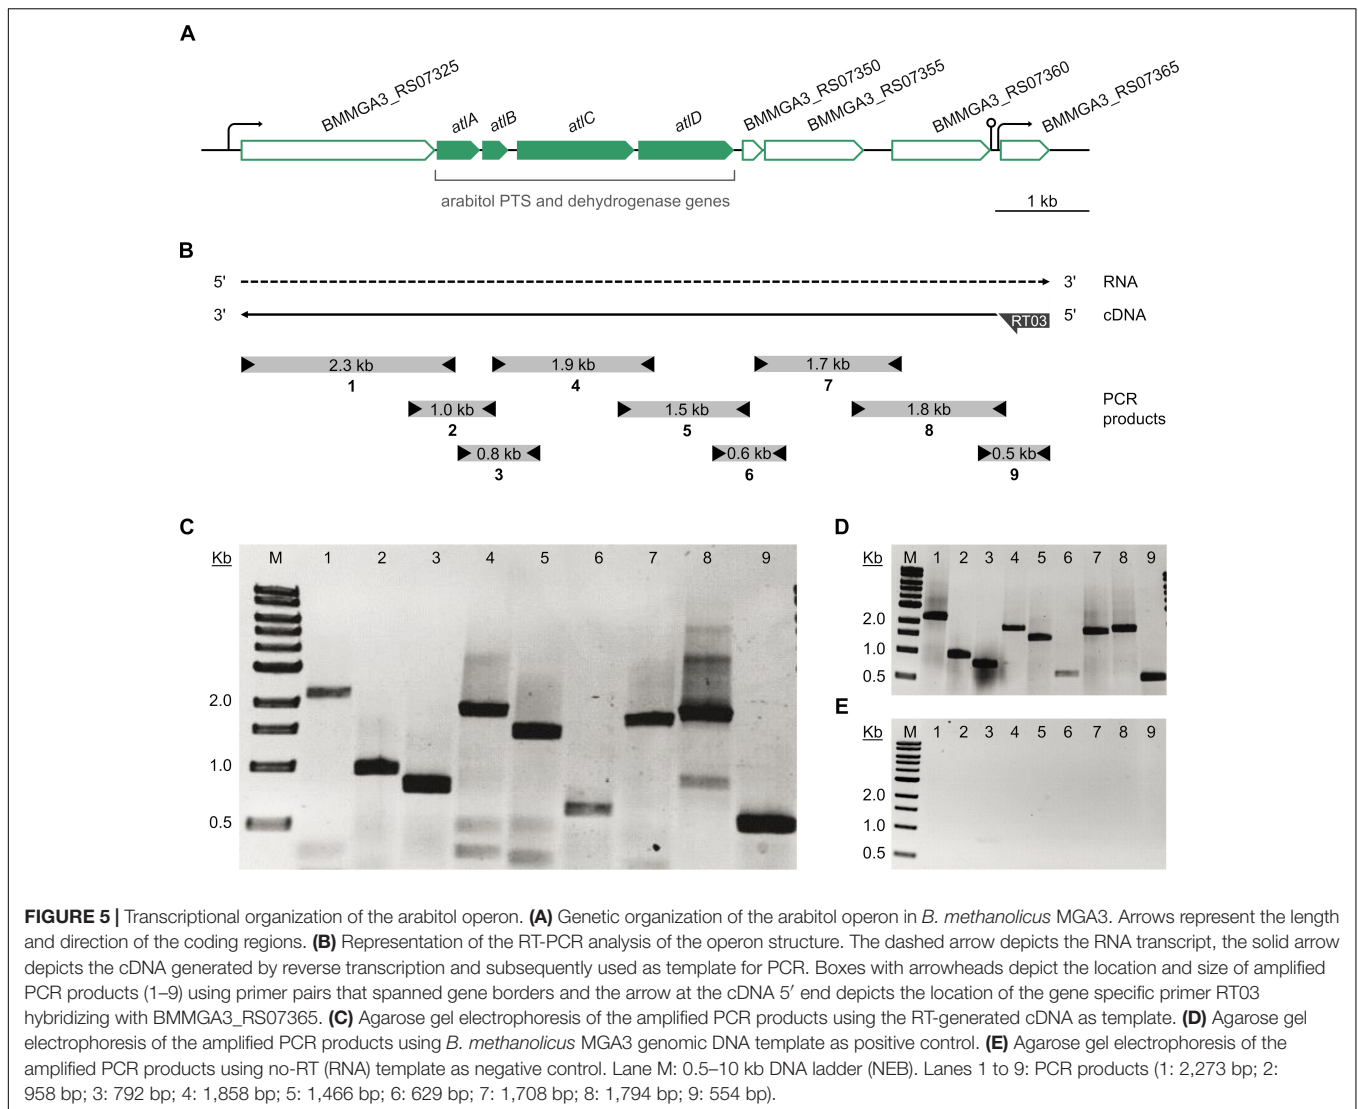 A
BMMGA3_RS07325
atlA
atlB
atlC
atlD
BMMGA3_RS07350
BMMGA3_RS07355
BMMGA3_RS07360
BMMGA3_RS07365
arabitol PTS and dehydrogenase genes
1 kb
B
5' 3' RNA
3' RT03 5' cDNA
2.3 kb 1.9 kb 1.7 kb
1 4 7
1.0 kb 1.5 kb 1.8 kb
2 5 8
PCR
products
0.8 kb 0.6 kb 0.5 kb
3 6 9
C
Kb M 1 2 3 4 5 6 7 8 9
2.0
1.0
0.5
D
Kb M 1 2 3 4 5 6 7 8 9
2.0
1.0
0.5
E
Kb M 1 2 3 4 5 6 7 8 9
2.0
1.0
0.5
FIGURE 5 | Transcriptional organization of the arabitol operon. (A) Genetic organization of the arabitol operon in B. methanolicus MGA3. Arrows represent the length
and direction of the coding regions. (B) Representation of the RT-PCR analysis of the operon structure. The dashed arrow depicts the RNA transcript, the solid arrow
depicts the cDNA generated by reverse transcription and subsequently used as template for PCR. Boxes with arrowheads depict the location and size of amplified
PCR products (1–9) using primer pairs that spanned gene borders and the arrow at the cDNA 5′ end depicts the location of the gene specific primer RT03
hybridizing with BMMGA3_RS07365. (C) Agarose gel electrophoresis of the amplified PCR products using the RT-generated cDNA as template. (D) Agarose gel
electrophoresis of the amplified PCR products using B. methanolicus MGA3 genomic DNA template as positive control. (E) Agarose gel electrophoresis of the
amplified PCR products using no-RT (RNA) template as negative control. Lane M: 0.5–10 kb DNA ladder (NEB). Lanes 1 to 9: PCR products (1: 2,273 bp; 2:
958 bp; 3: 792 bp; 4: 1,858 bp; 5: 1,466 bp; 6: 629 bp; 7: 1,708 bp; 8: 1,794 bp; 9: 554 bp).